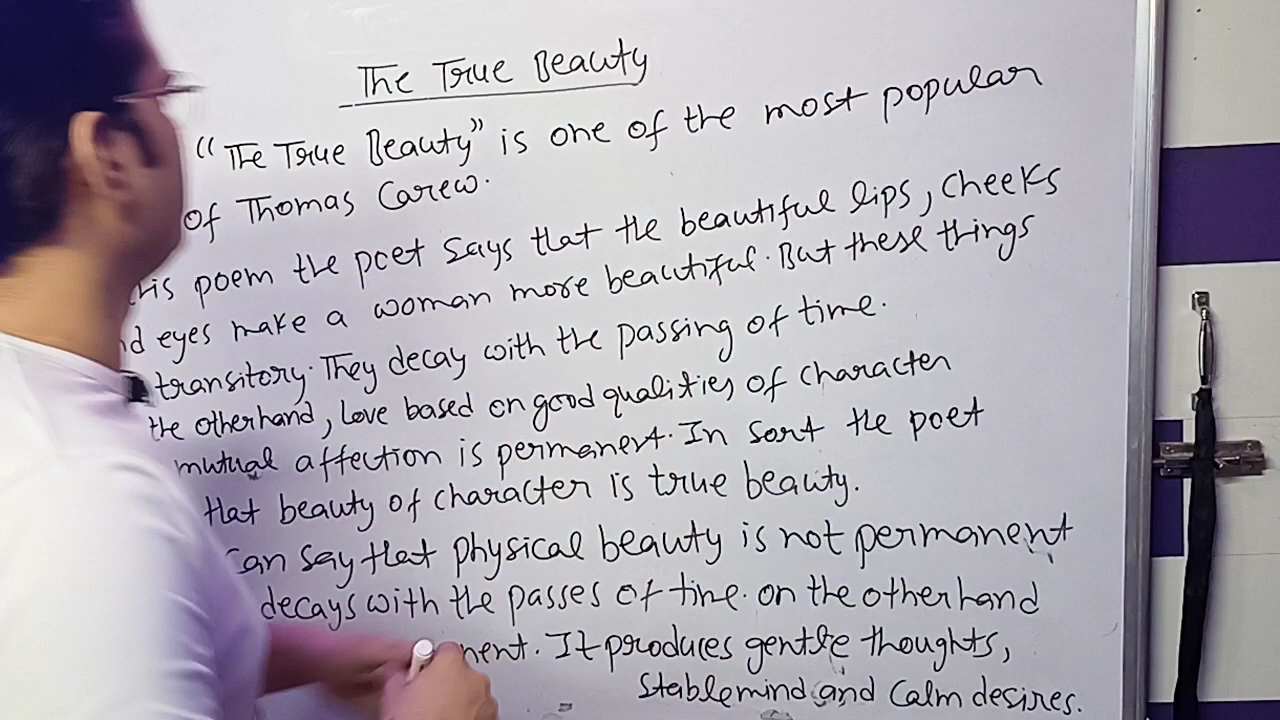 The True Beauty
"The True Beauty" is one of the most popular
of Thomas Carew.
his poem the poet says that the beautiful lips, cheeks
nd eyes make a woman more beautiful. But these things
transitory. They decay with the passing of time.
the otherhand, Love based on good qualities of character
mutual affection is permanent. In sort the poet
that beauty of character is true beauty.
can say that physical beauty is not permanent
decays with the passes of time. on the other hand
nent. It produces gentle thoughts,
stable mind and calm desires.